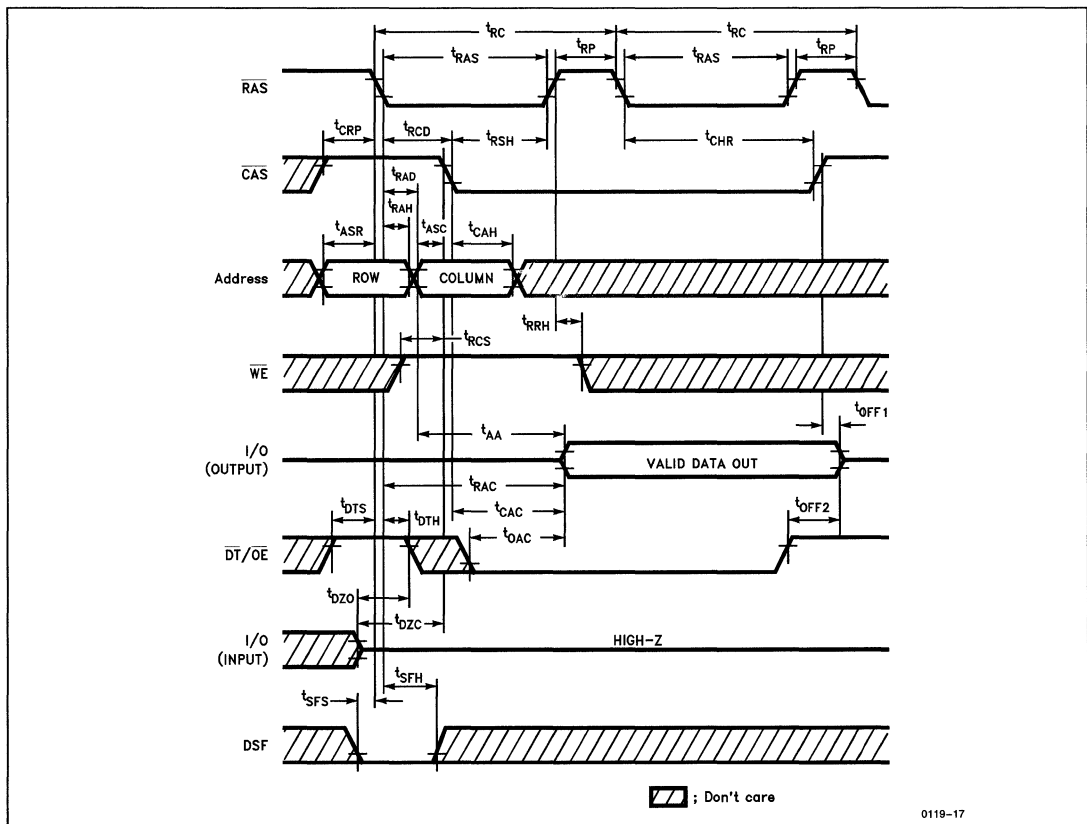 tRC tRC
tRAS tRP tRAS tRP
RAS
tCRP tRCD tRSH tCHR
CAS
tRAD
tRAH
tASR tASC tCAH
Address ROW COLUMN
tRRH
tRCS
WE
tOFF1
tAA
I/O
(OUTPUT)
VALID DATA OUT
tRAC
tDTS tDTH tCAC tOFF2
tOAC
DT/OE
tDZO
tDZC
I/O
(INPUT)
HIGH-Z
tSFH
tSFS
DSF
; Don't care
0119-17